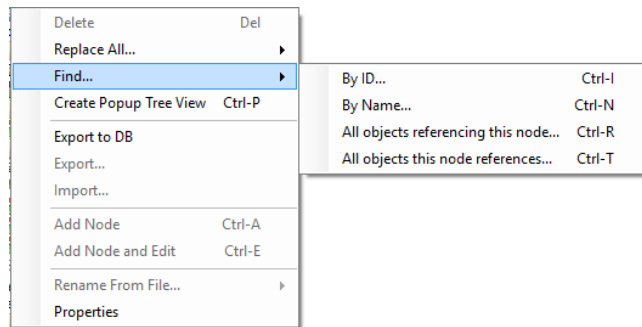 Delete Del
Replace All...
Find...
Create Popup Tree View Ctrl-P
Export to DB
Export...
Import...
Add Node Ctrl-A
Add Node and Edit Ctrl-E
Rename From File...
Properties
By ID... Ctrl-I
By Name... Ctrl-N
All objects referencing this node... Ctrl-R
All objects this node references... Ctrl-T